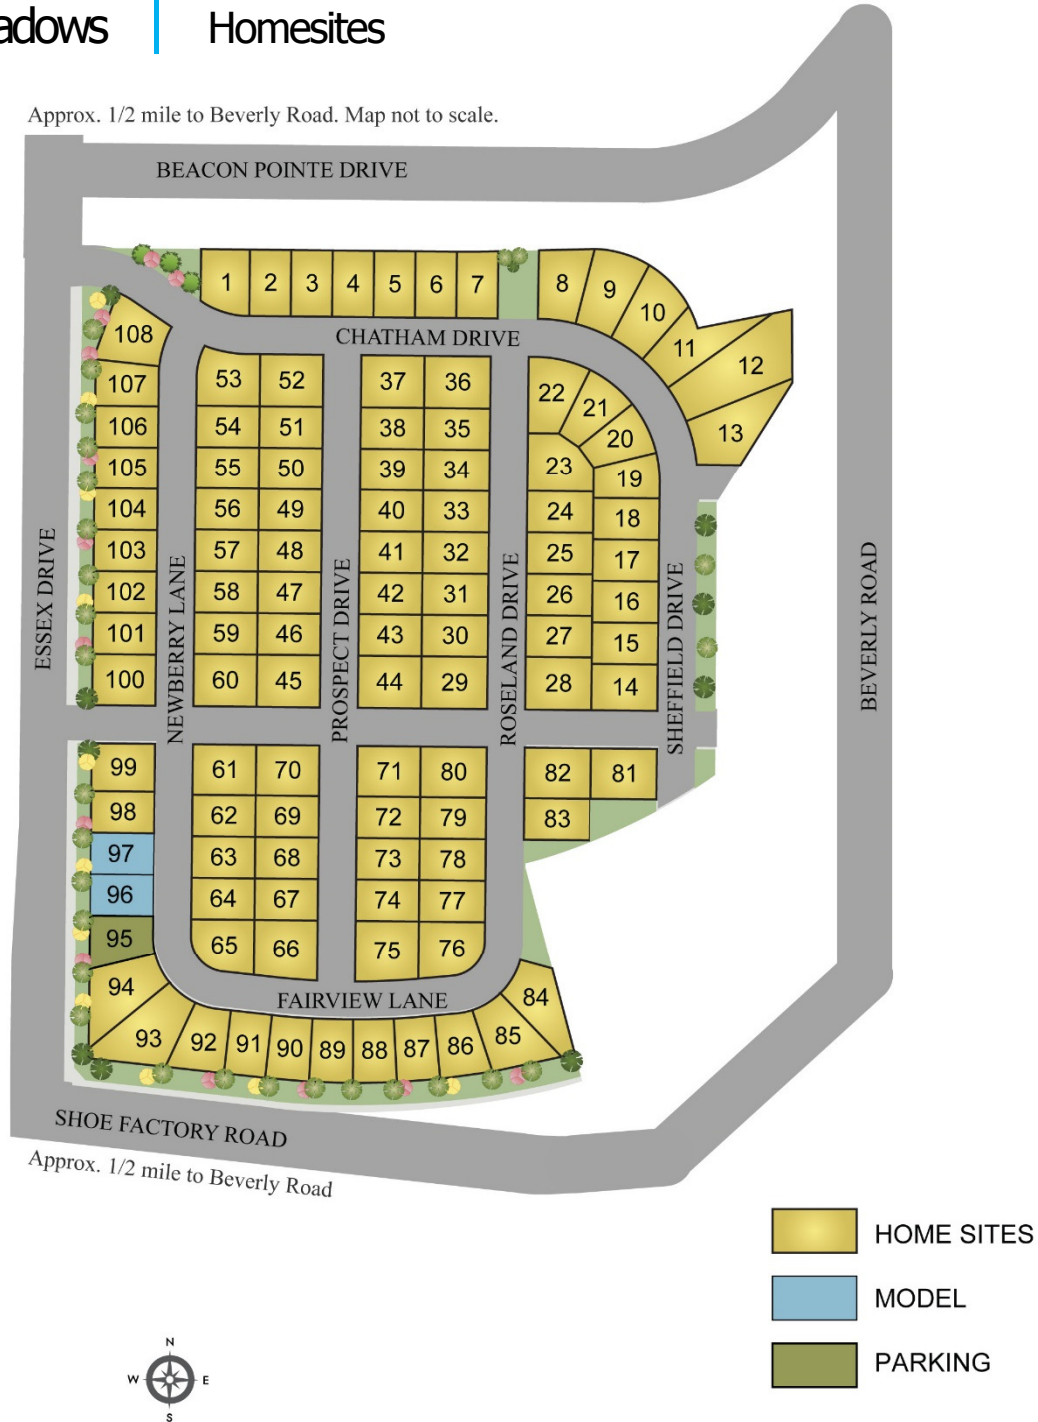 adows | Homesites
Approx. 1/2 mile to Beverly Road. Map not to scale.
BEACON POINTE DRIVE
1 2 3 4 5 6 7 8 9 10 11 12 13
CHATHAM DRIVE
108
107
106
105
104
103
102
101
100
53 52
54 51
55 50
56 49
57 48
58 47
59 46
60 45
37 36
38 35
39 34
40 33
41 32
42 31
43 30
44 29
22 21 20
23 19
24 18
25 17
26 16
27 15
28 14
ESSEX DRIVE
NEWBERRY LANE
PROSPECT DRIVE
ROSELAND DRIVE
SHEFFIELD DRIVE
BEVERLY ROAD
99
98
97
96
95
61 70
62 69
63 68
64 67
65 66
71 80
72 79
73 78
74 77
75 76
82 81
83
FAIRVIEW LANE
94 93 92 91 90 89 88 87 86 85 84
SHOE FACTORY ROAD
Approx. 1/2 mile to Beverly Road
HOME SITES
MODEL
PARKING
N
W E
S